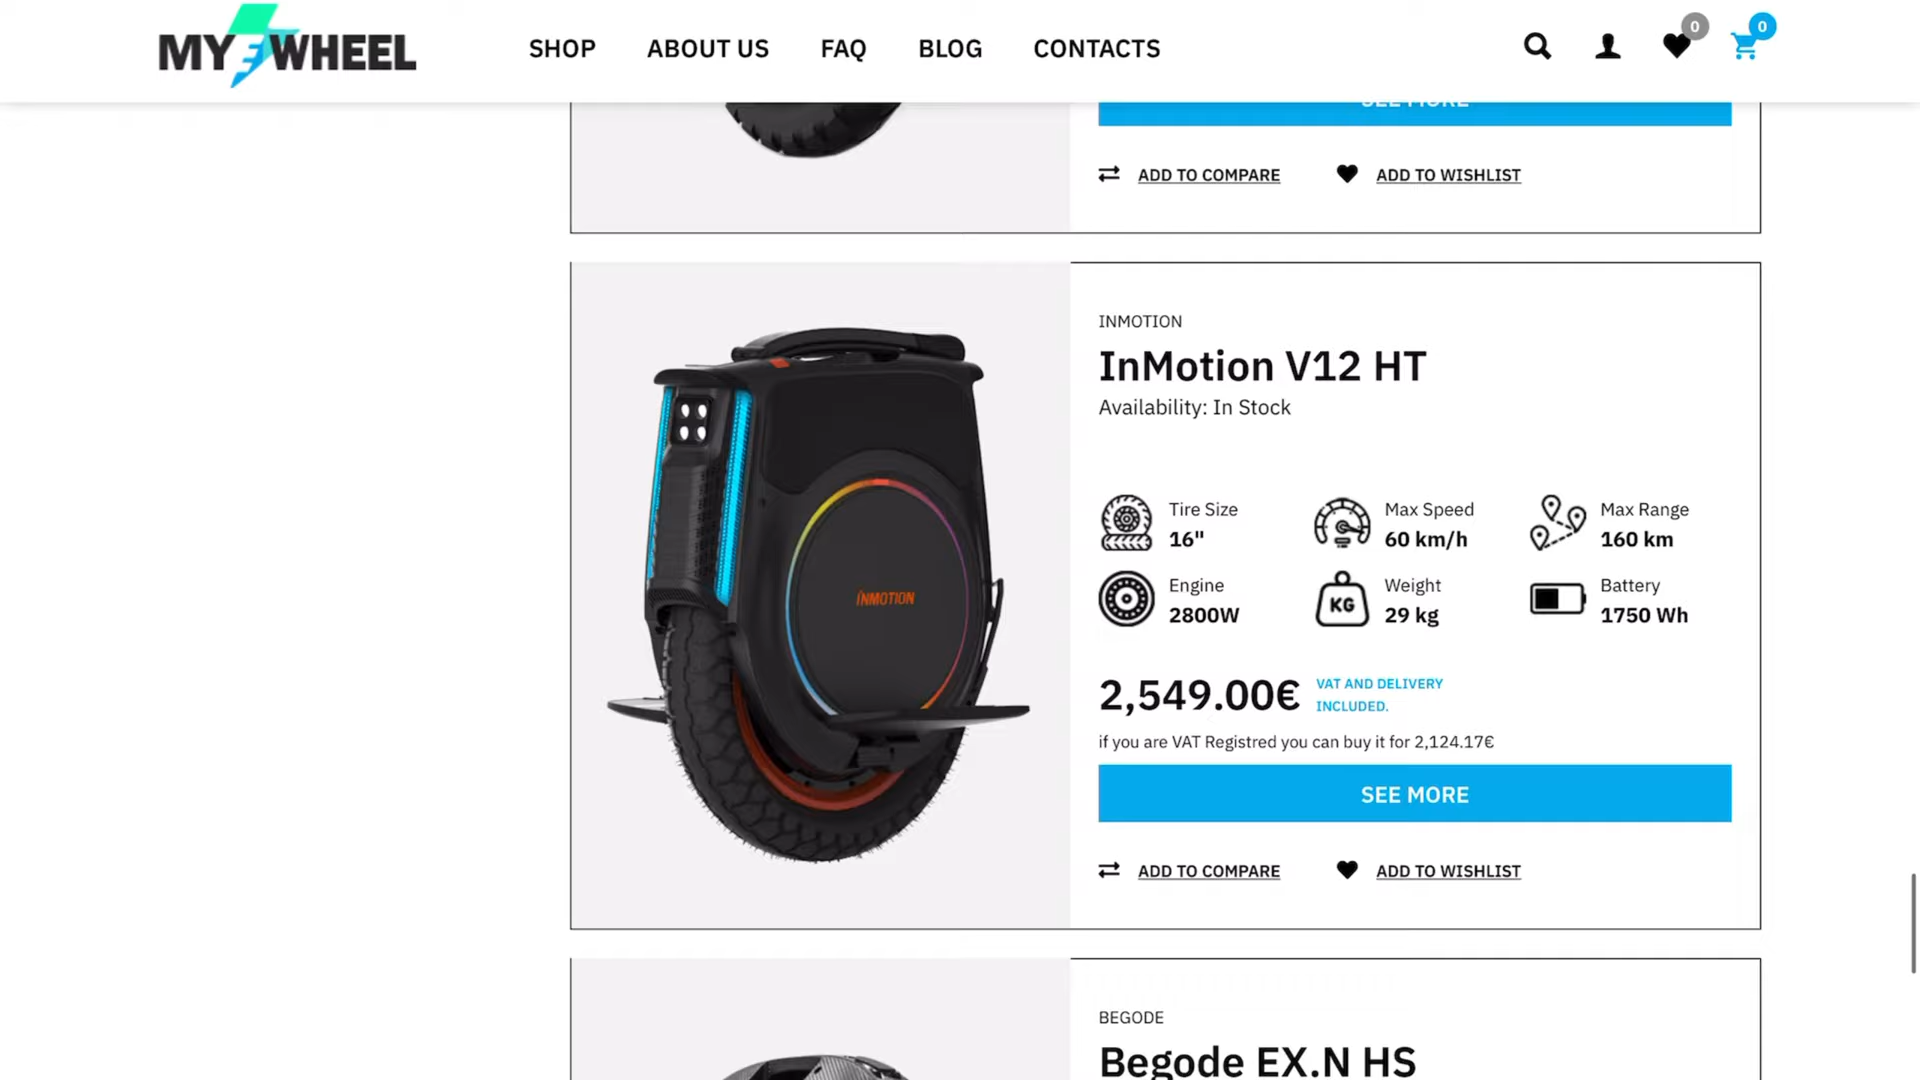 MY EWHEEL
SHOP
ABOUT US
FAQ
BLOG
CONTACTS
0
0
SEE MORE
ADD TO COMPARE
ADD TO WISHLIST
INMOTION
InMotion V12 HT
Availability: In Stock
Tire Size
16"
Max Speed
60 km/h
Max Range
160 km
Engine
2800W
KG
Weight
29 kg
Battery
1750 Wh
INMOTION
2,549.00€
VAT AND DELIVERY
INCLUDED.
if you are VAT Registred you can buy it for 2,124.17€
SEE MORE
ADD TO COMPARE
ADD TO WISHLIST
BEGODE
Begode EX.N HS